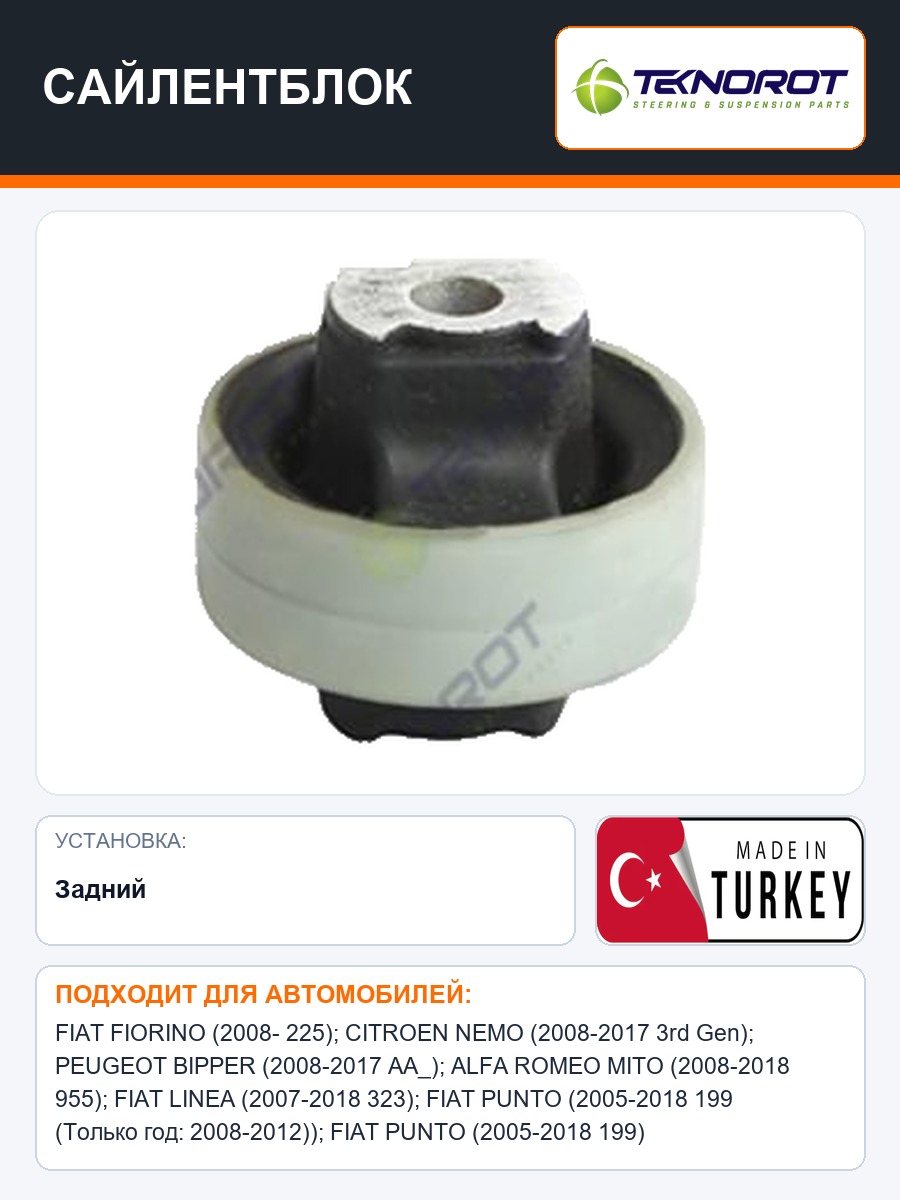 САЙЛЕНТБЛОК
TEKNOROT
STEERING & SUSPENSION PARTS
OROT
УСТАНОВКА:
Задний
MADE IN
TURKEY
ПОДХОДИТ ДЛЯ АВТОМОБИЛЕЙ:
FIAT FIORINO (2008- 225); CITROEN NEMO (2008-2017 3rd Gen);
PEUGEOT BIPPER (2008-2017 AA_); ALFA ROMEO MITO (2008-2018
955); FIAT LINEA (2007-2018 323); FIAT PUNTO (2005-2018 199
(Только год: 2008-2012)); FIAT PUNTO (2005-2018 199)